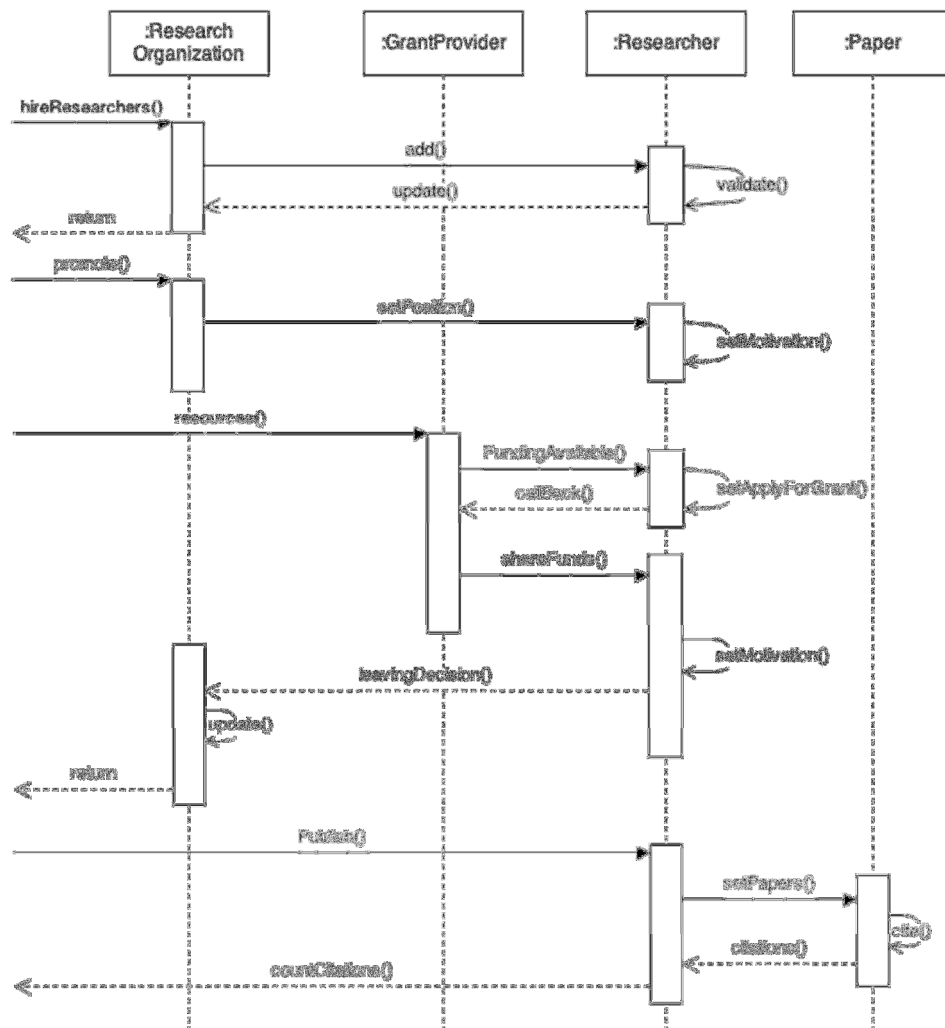 :Research
Organization
:GrantProvider
:Researcher
:Paper
hireResearchers()
add()
validate()
update()
return
promote()
setPosition()
setMotivation()
resources()
FundingAvailable()
setApplyForGrant()
callBack()
shareFunds()
setMotivation()
leavingDecision()
update()
return
Publish()
setPapers()
cite()
citations()
countCitations()